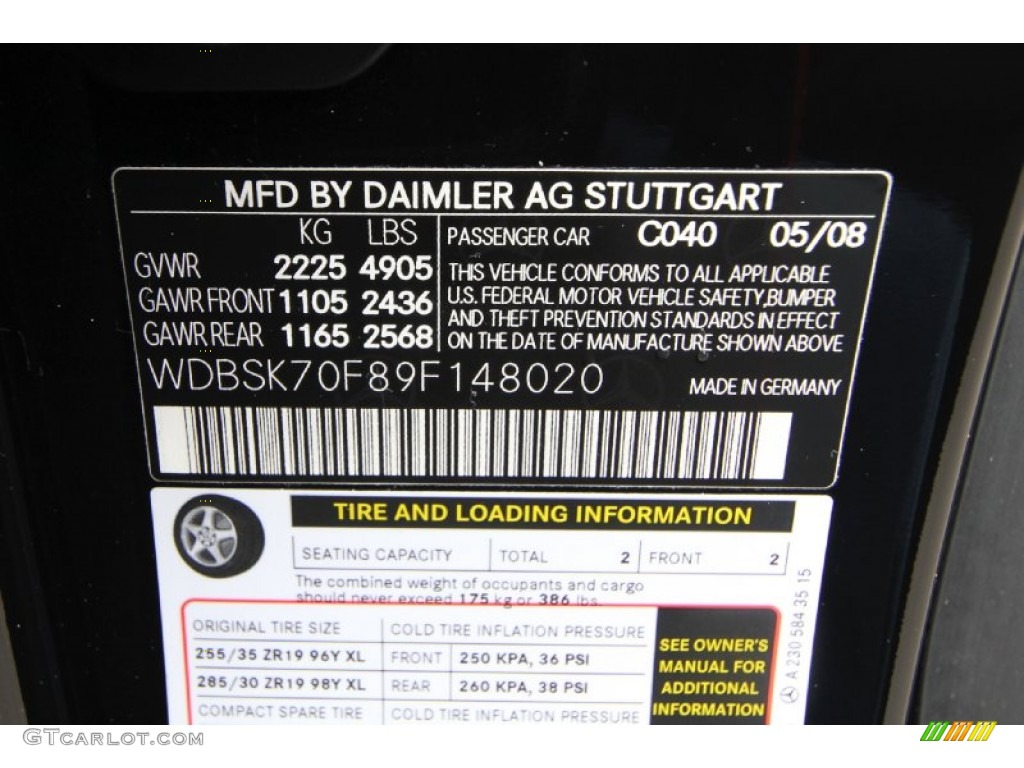 MFD BY DAIMLER AG STUTTGART
KG LBS
GVWR 2225 4905
GAWR FRONT 1105 2436
GAWR REAR 1165 2568
PASSENGER CAR C040 05/08
THIS VEHICLE CONFORMS TO ALL APPLICABLE
U.S. FEDERAL MOTOR VEHICLE SAFETY,BUMPER
AND THEFT PREVENTION STANDARDS IN EFFECT
ON THE DATE OF MANUFACTURE SHOWN ABOVE
WDBSK70F89F148020
MADE IN GERMANY
TIRE AND LOADING INFORMATION
SEATING CAPACITY TOTAL 2 FRONT 2
The combined weight of occupants and cargo
should never exceed 175 kg or 386 lbs.
ORIGINAL TIRE SIZE COLD TIRE INFLATION PRESSURE
255/35 ZR19 96Y XL FRONT 250 KPA, 36 PSI
285/30 ZR19 98Y XL REAR 260 KPA, 38 PSI
COMPACT SPARE TIRE COLD TIRE INFLATION PRESSURE
SEE OWNER'S
MANUAL FOR
ADDITIONAL
INFORMATION
A 230 584 35 15
GTCarLot.com